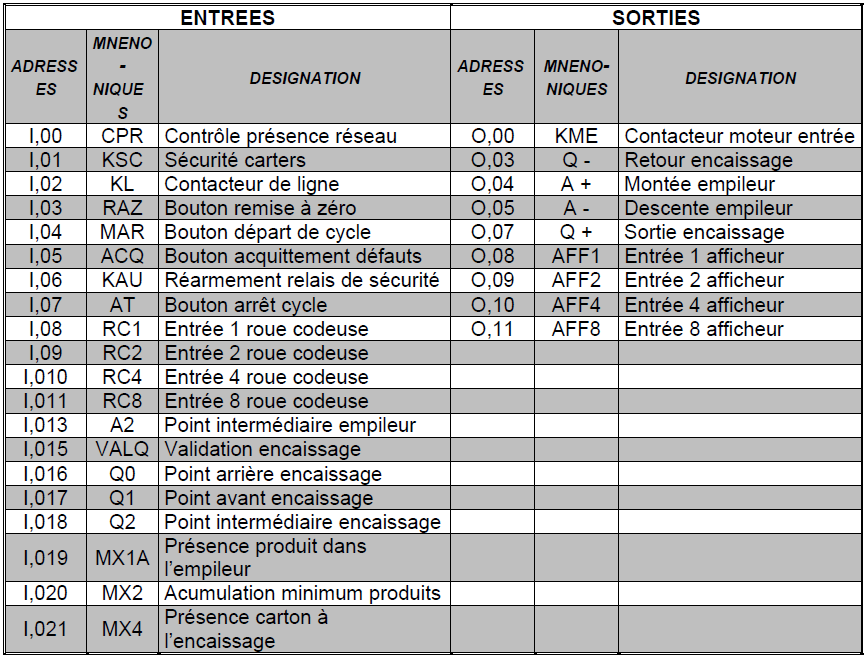 ENTREES SORTIES
ADRESS
ES
MNENO
-
NIQUE
S
DESIGNATION
ADRESS
ES
MNENO-
NIQUES
DESIGNATION
I,00 CPR Contrôle présence réseau O,00 KME Contacteur moteur entrée
I,01 KSC Sécurité carters O,03 Q - Retour encaissage
I,02 KL Contacteur de ligne O,04 A + Montée empileur
I,03 RAZ Bouton remise à zéro O,05 A - Descente empileur
I,04 MAR Bouton départ de cycle O,07 Q + Sortie encaissage
I,05 ACQ Bouton acquittement défauts O,08 AFF1 Entrée 1 afficheur
I,06 KAU Réarmement relais de sécurité O,09 AFF2 Entrée 2 afficheur
I,07 AT Bouton arrêt cycle O,10 AFF4 Entrée 4 afficheur
I,08 RC1 Entrée 1 roue codeuse O,11 AFF8 Entrée 8 afficheur
I,09 RC2 Entrée 2 roue codeuse
I,010 RC4 Entrée 4 roue codeuse
I,011 RC8 Entrée 8 roue codeuse
I,013 A2 Point intermédiaire empileur
I,015 VALQ Validation encaissage
I,016 Q0 Point arrière encaissage
I,017 Q1 Point avant encaissage
I,018 Q2 Point intermédiaire encaissage
I,019 MX1A Présence produit dans
l'empileur
I,020 MX2 Acumulation minimum produits
I,021 MX4 Présence carton à
l'encaissage